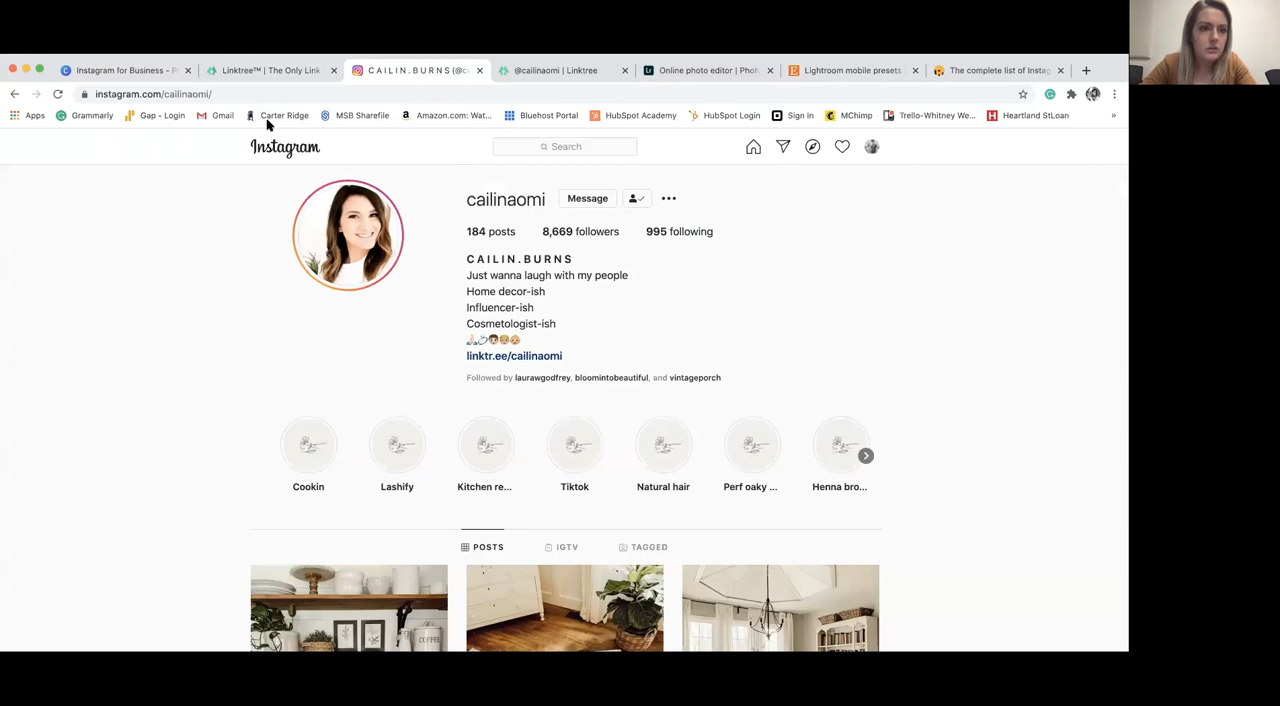 Instagram for Business - P
Linktree™ | The Only Link
C A I L I N . B U R N S (@c
@cailinaomi | Linktree
Online photo editor | Phot
Lightroom mobile presets
The complete list of Instag
instagram.com/cailinaomi/
Apps
Grammarly
Gap - Login
Gmail
Carter Ridge
MSB Sharefile
Amazon.com: Wat...
Bluehost Portal
HubSpot Academy
HubSpot Login
Sign In
MChimp
Trello-Whitney We...
Heartland StLoan
»
Instagram
Search
cailinaomi
Message
184 posts 8,669 followers 995 following
C A I L I N . B U R N S
Just wanna laugh with my people
Home decor-ish
Influencer-ish
Cosmetologist-ish
linktr.ee/cailinaomi
Followed by laurawgodfrey, bloomintobeautiful, and vintageporch
Cookin
Lashify
Kitchen re...
Tiktok
Natural hair
Perf oaky ...
Henna bro...
POSTS
IGTV
TAGGED
COFFEE